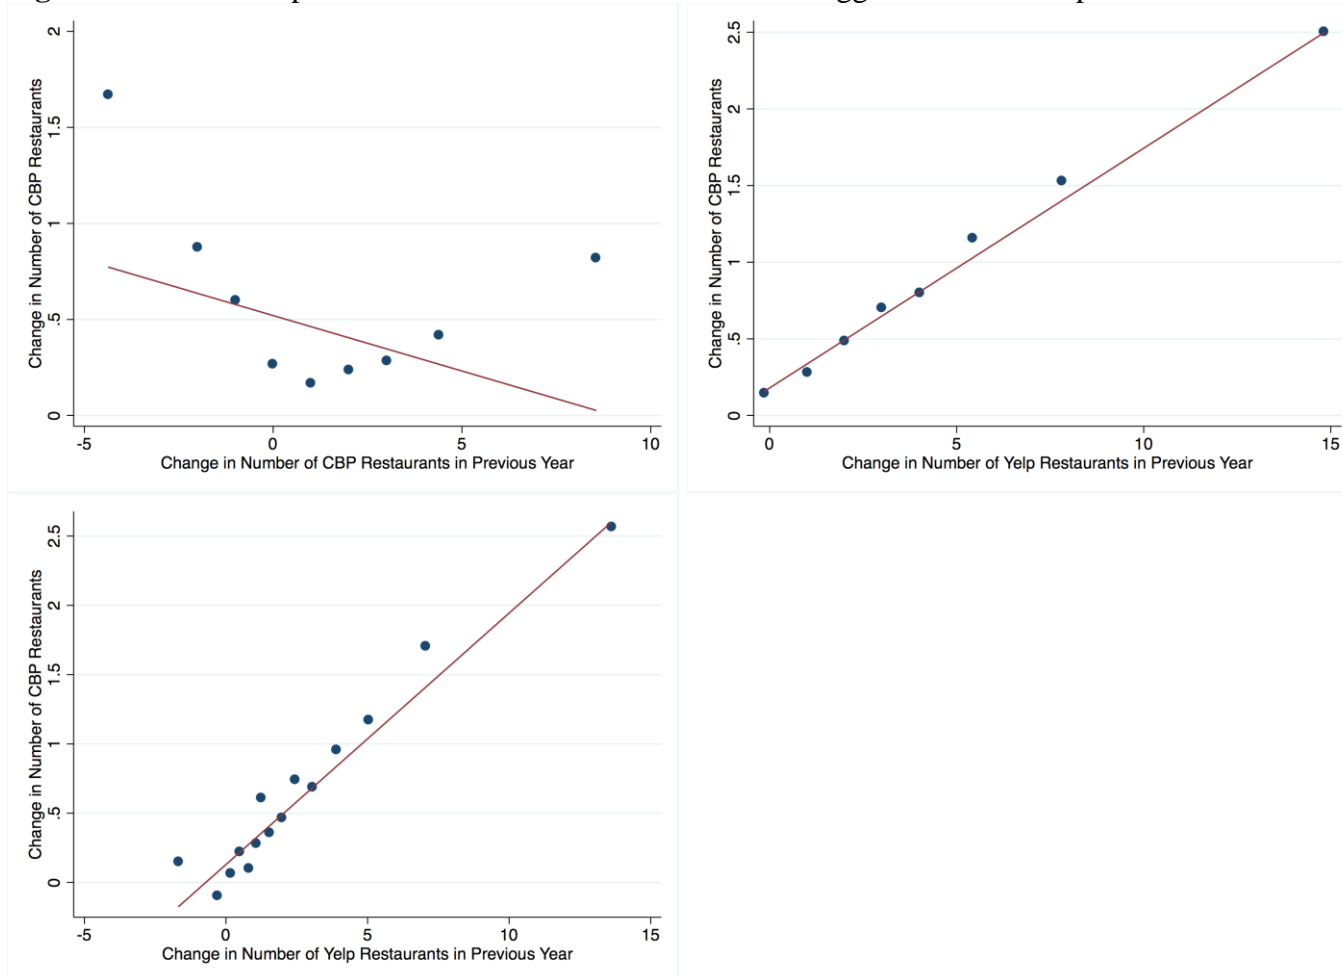 Change in Number of CBP Restaurants
2
1.5
1
.5
0
-5 0 5 10
Change in Number of CBP Restaurants in Previous Year
Change in Number of CBP Restaurants
2.5
2
1.5
1
.5
0
0 5 10 15
Change in Number of Yelp Restaurants in Previous Year
Change in Number of CBP Restaurants
2.5
2
1.5
1
.5
0
-5 0 5 10 15
Change in Number of Yelp Restaurants in Previous Year